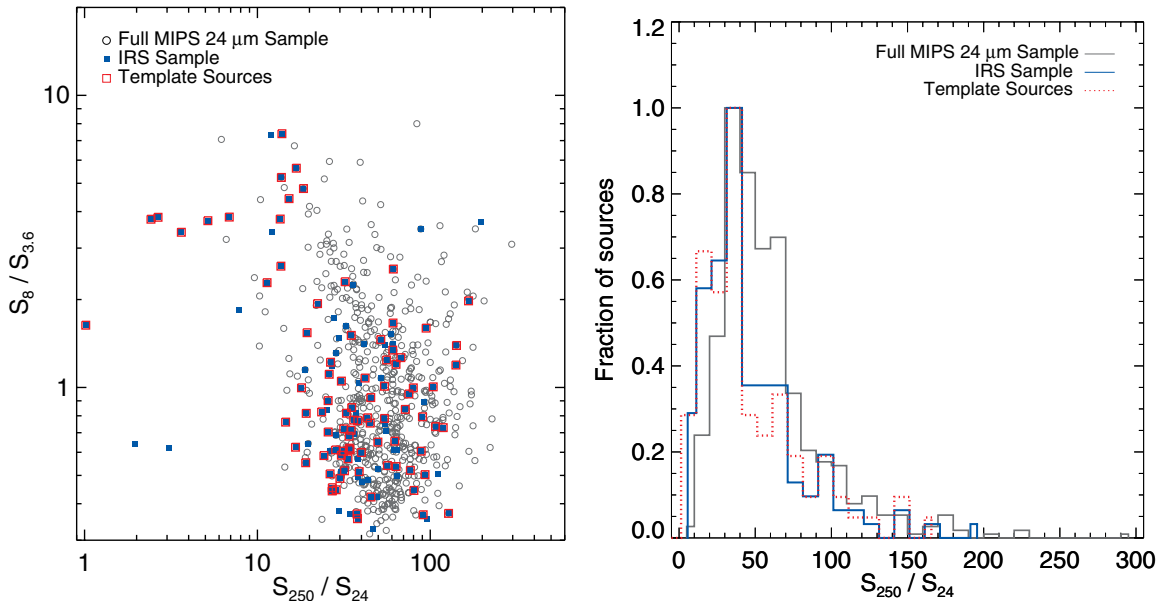 Full MIPS 24 μm Sample
IRS Sample
Template Sources
10
1
S8 / S3.6
1
10
100
S250 / S24
Full MIPS 24 μm Sample
IRS Sample
Template Sources
1.2
1.0
0.8
0.6
0.4
0.2
0.0
Fraction of sources
0
50
100
150
200
250
300
S250 / S24